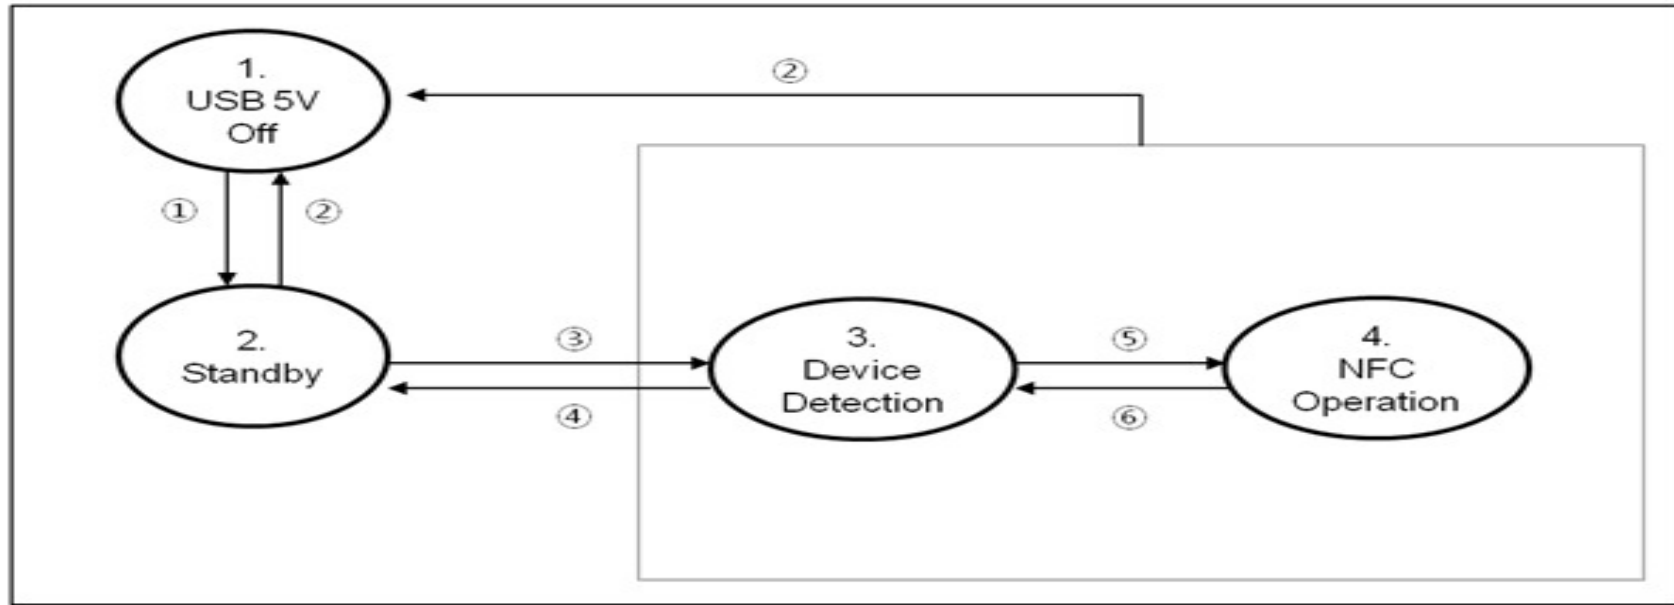 1.
USB 5V
Off
②
①
②
2.
Standby
③
④
3.
Device
Detection
⑤
⑥
4.
NFC
Operation